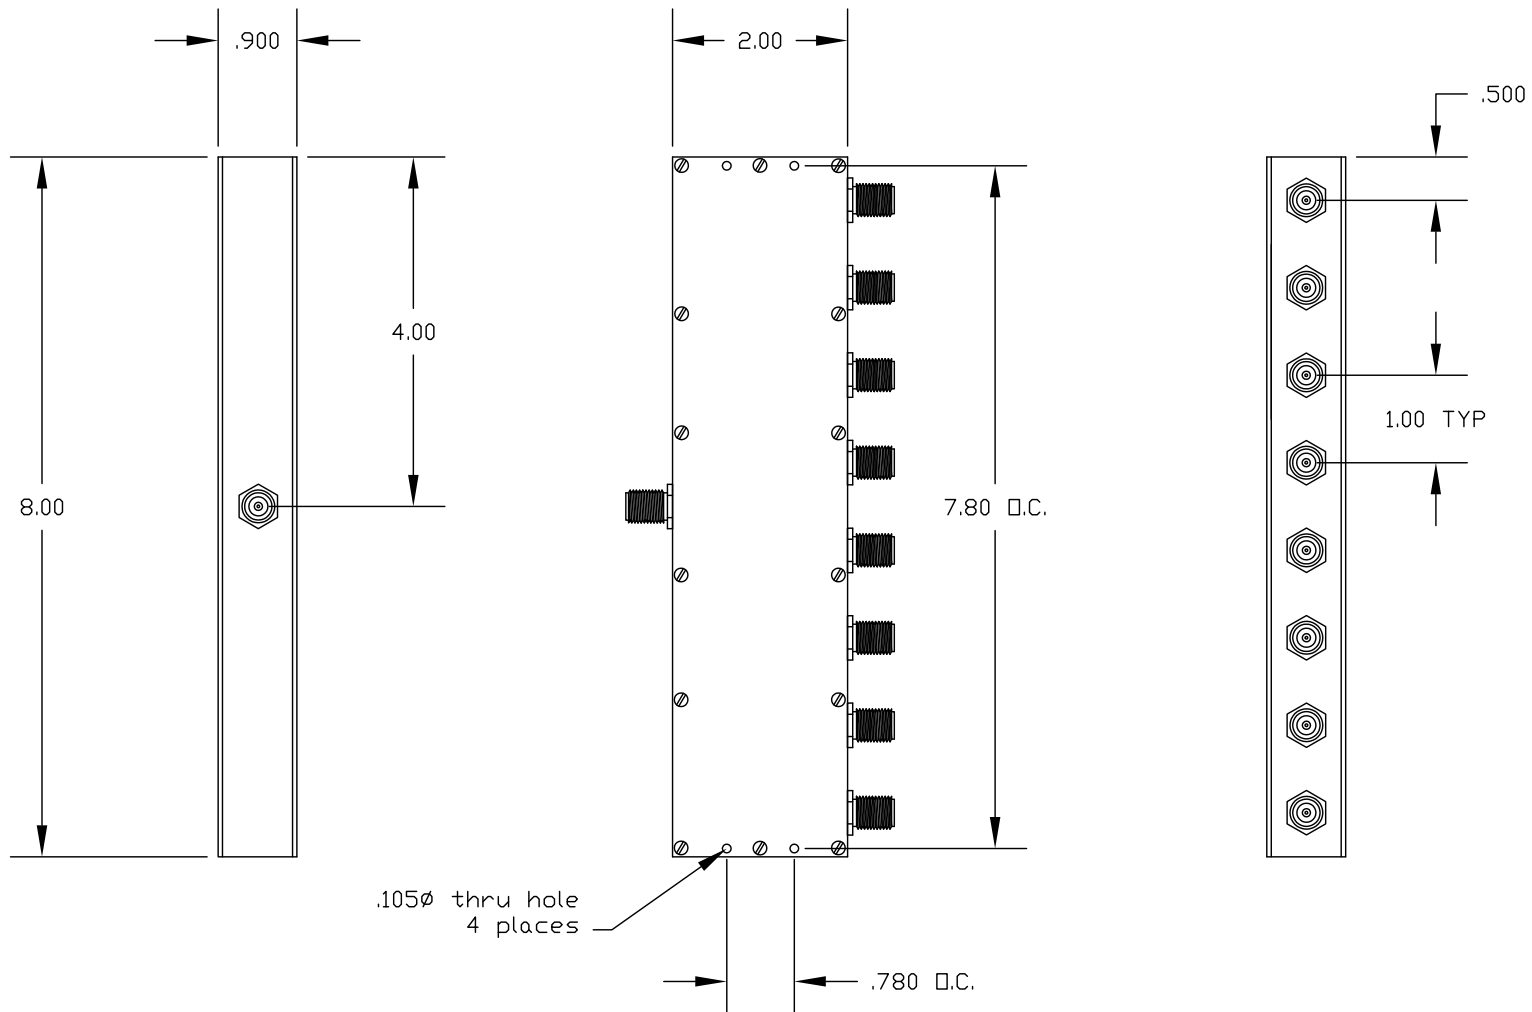 .900
2.00
.500
4.00
1.00 TYP
8.00
7.80 O.C.
.105ø thru hole
4 places
.780 O.C.